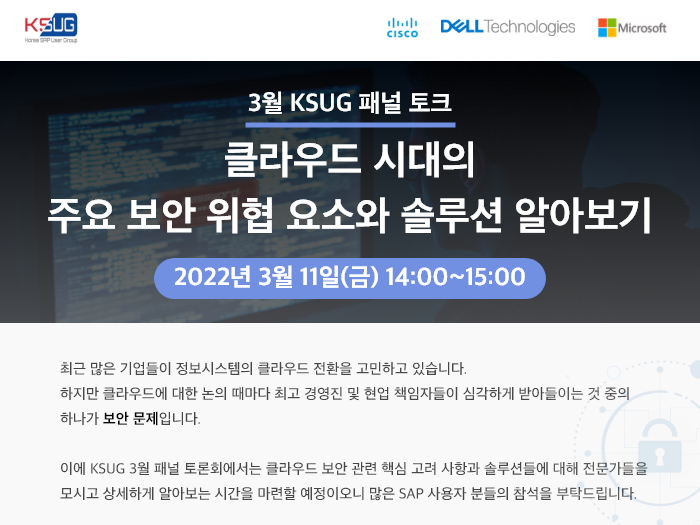 KSUG
Korea SAP User Group
CISCO
DELL Technologies
Microsoft
3월 KSUG 패널 토크
클라우드 시대의
주요 보안 위협 요소와 솔루션 알아보기
2022년 3월 11일(금) 14:00~15:00
최근 많은 기업들이 정보시스템의 클라우드 전환을 고민하고 있습니다.
하지만 클라우드에 대한 논의 때마다 최고 경영진 및 현업 책임자들이 심각하게 받아들이는 것 중의
하나가 보안 문제입니다.
이에 KSUG 3월 패널 토론회에서는 클라우드 보안 관련 핵심 고려 사항과 솔루션들에 대해 전문가들을
모시고 상세하게 알아보는 시간을 마련할 예정이오니 많은 SAP 사용자 분들의 참석을 부탁드립니다.